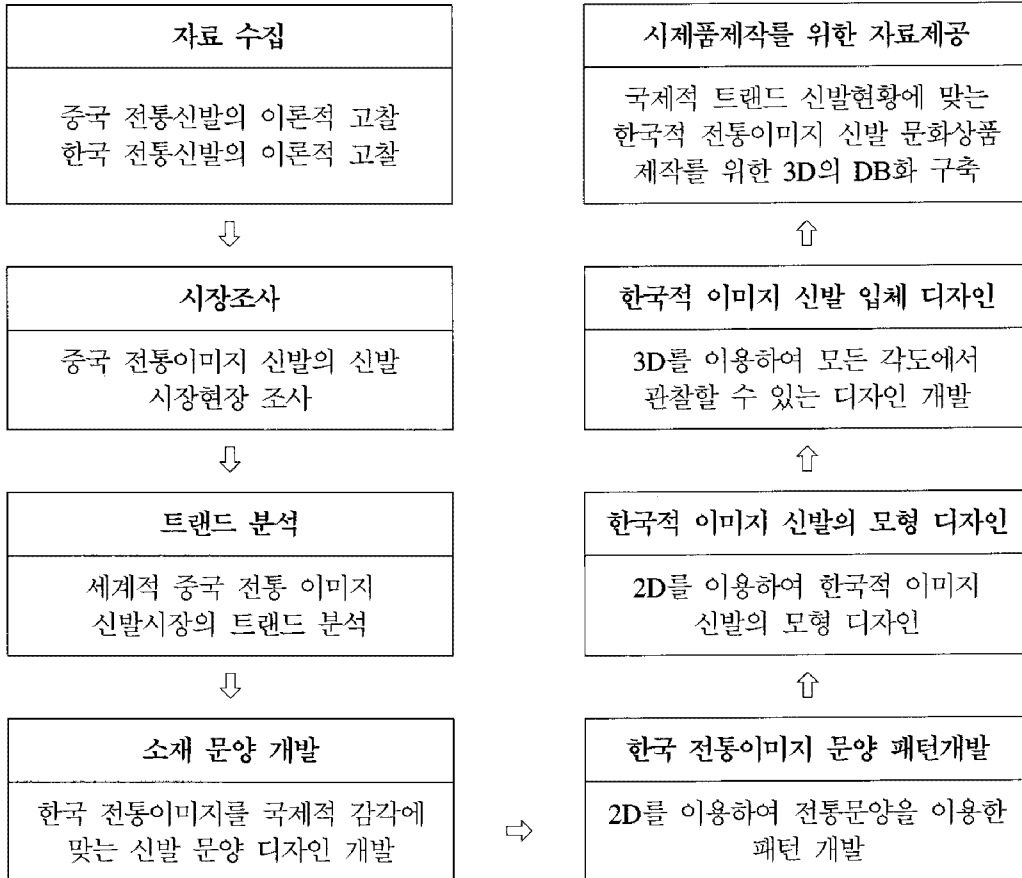 자료 수집
중국 전통신발의 이론적 고찰
한국 전통신발의 이론적 고찰
시장조사
중국 전통이미지 신발의 신발
시장현장 조사
트랜드 분석
세계적 중국 전통 이미지
신발시장의 트랜드 분석
소재 문양 개발
한국 전통이미지를 국제적 감각에
맞는 신발 문양 디자인 개발
한국 전통이미지 문양 패턴개발
2D를 이용하여 전통문양을 이용한
패턴 개발
한국적 이미지 신발의 모형 디자인
2D를 이용하여 한국적 이미지
신발의 모형 디자인
한국적 이미지 신발 입체 디자인
3D를 이용하여 모든 각도에서
관찰할 수 있는 디자인 개발
시제품제작를 위한 자료제공
국제적 트랜드 신발현황에 맞는
한국적 전통이미지 신발 문화상품
제작를 위한 3D의 DB화 구축